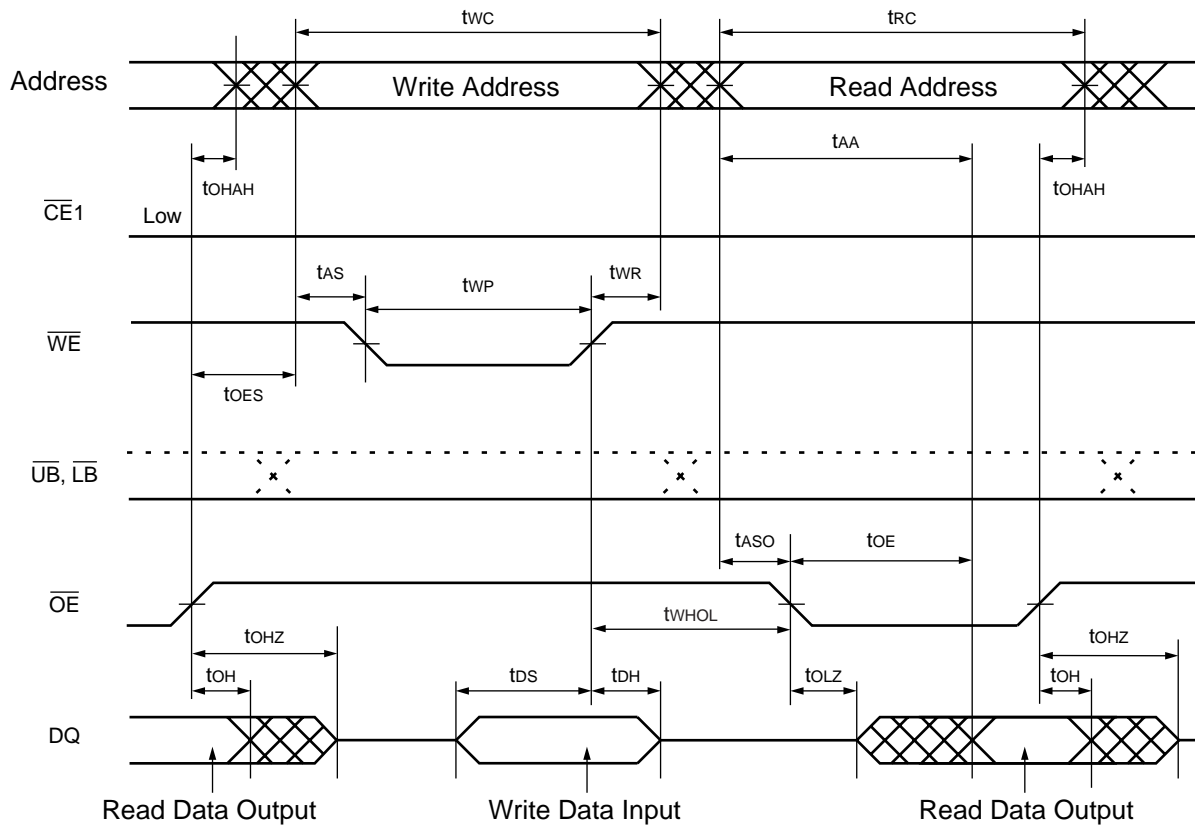 tWC tRC
Address Write Address Read Address
tAA
tOHAH tOHAH
CE1 Low
tAS tWP tWR
WE
tOES
UB, LB
tASO tOE
OE
tWHOL
tOHZ tOHZ
tOH tDS tDH tOLZ tOH
DQ
Read Data Output Write Data Input Read Data Output